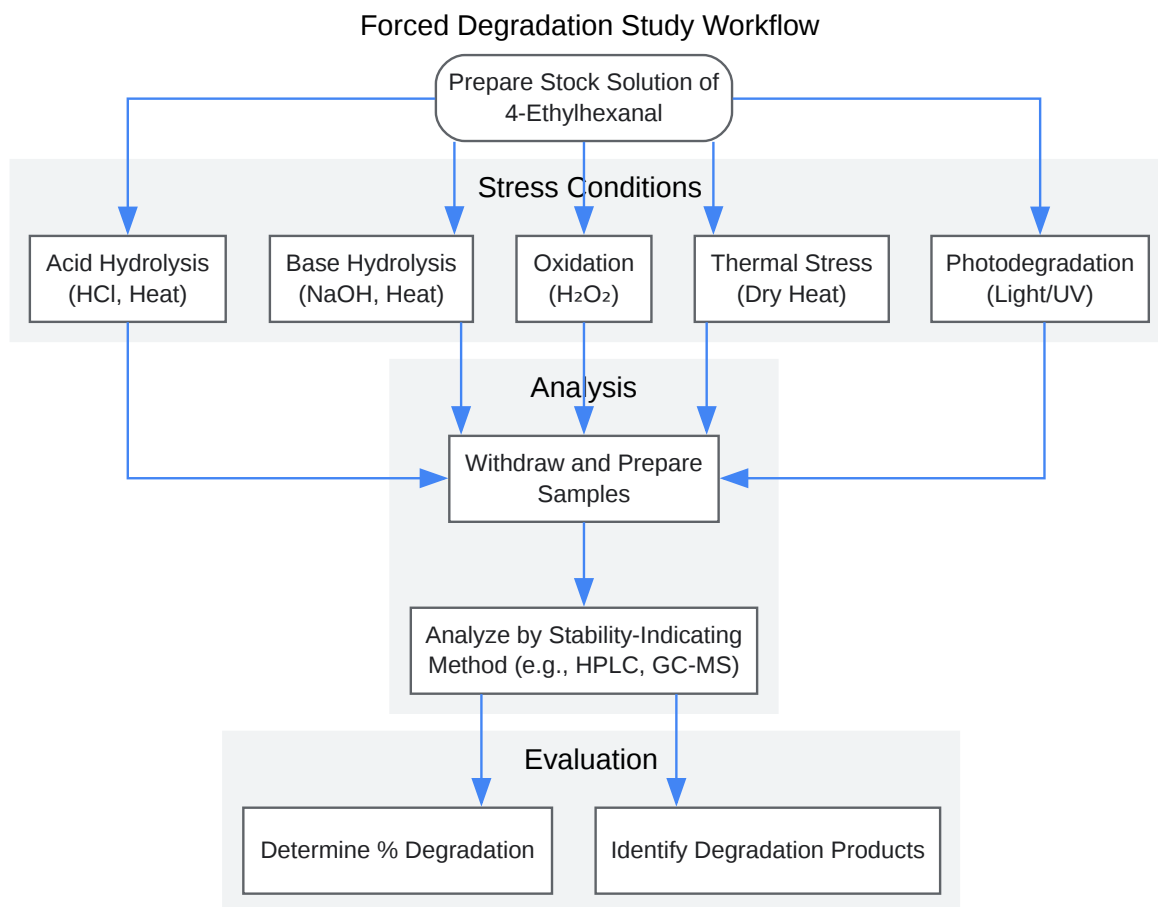 Forced Degradation Study Workflow
Prepare Stock Solution of
4-Ethylhexanal
Stress Conditions
Acid Hydrolysis
(HCl, Heat)
Base Hydrolysis
(NaOH, Heat)
Oxidation
(H₂O₂)
Thermal Stress
(Dry Heat)
Photodegradation
(Light/UV)
Analysis
Withdraw and Prepare
Samples
Analyze by Stability-Indicating
Method (e.g., HPLC, GC-MS)
Evaluation
Determine % Degradation
Identify Degradation Products